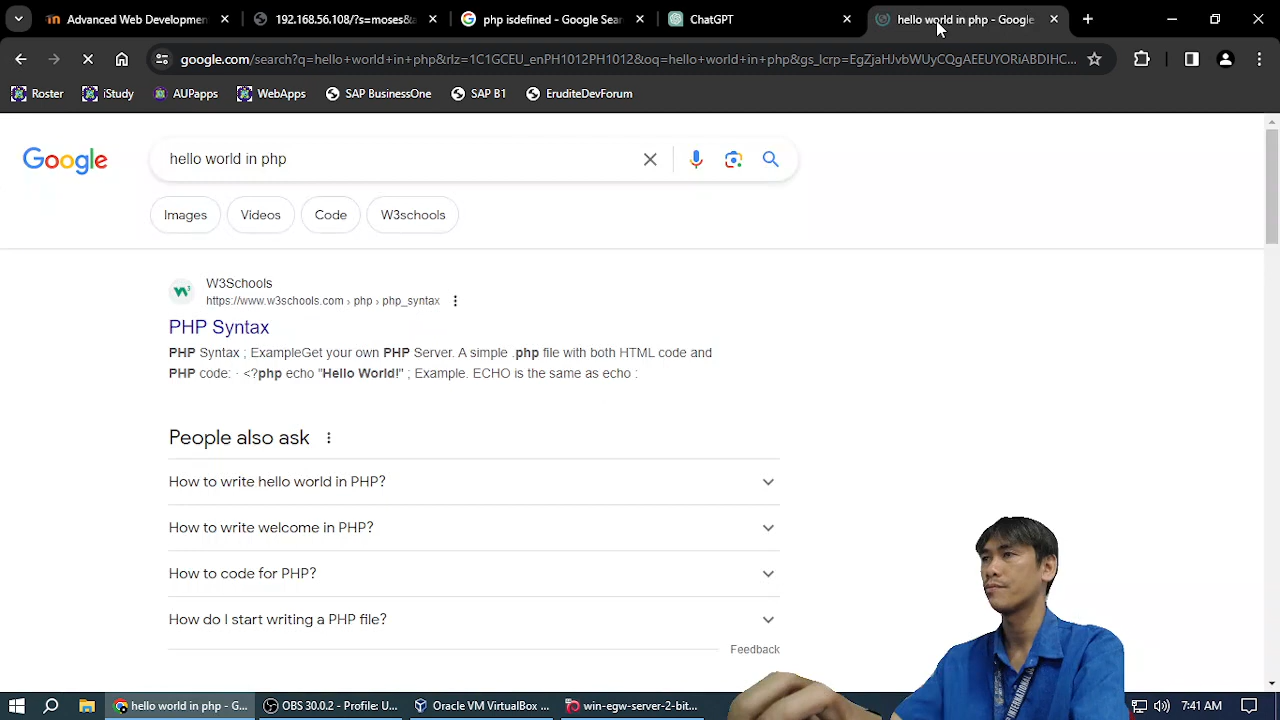 Advanced Web Developmen
192.168.56.108/?s=moses&a
php isdefined - Google Sear
ChatGPT
hello world in php - Google
google.com/search?q=hello+world+in+php&rlz=1C1GCEU_enPH1012PH1012&oq=hello+world+in+php&gs_lcrp=EgZjaHJvbWUyCQgAEEUYORiABDIHC...
Roster
iStudy
AUPapps
WebApps
SAP BusinessOne
SAP B1
EruditeDevForum
Google
hello world in php
Images
Videos
Code
W3schools
W3Schools
https://www.w3schools.com › php › php_syntax
PHP Syntax
PHP Syntax ; ExampleGet your own PHP Server. A simple .php file with both HTML code and
PHP code: · <?php echo "Hello World!" ; Example. ECHO is the same as echo :
People also ask
How to write hello world in PHP?
How to write welcome in PHP?
How to code for PHP?
How do I start writing a PHP file?
Feedback
hello world in php - G...
OBS 30.0.2 - Profile: U...
Oracle VM VirtualBox ...
win-egw-server-2-bit...
7:41 AM